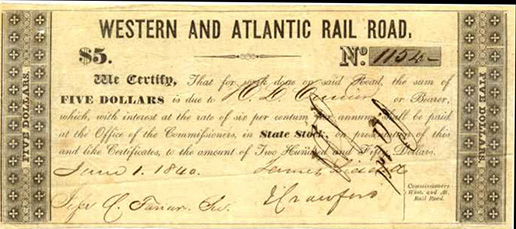 WESTERN AND ATLANTIC RAIL ROAD.
$5. No. 1154
We Certify, That for work done on said Road, the sum of
FIVE DOLLARS is due to or Bearer,
which, with interest at the rate of six per centum per annum will be paid
at the Office of the Commissioners, in State Stock, on presentation of this
and like Certificates, to the amount of Two Hundred and Fifty Dollars.
June 1. 1840.
Crawford
Commissioners
West. and At.
Rail Road.
FIVE DOLLARS.
FIVE DOLLARS.